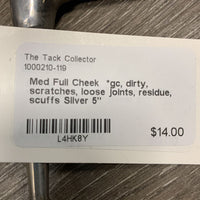 The Tack Collector
1000210-119
Med Full Cheek *gc, dirty,
scratches, loose joints, residue,
scuffs Silver 5"
L4HK8Y
$14.00